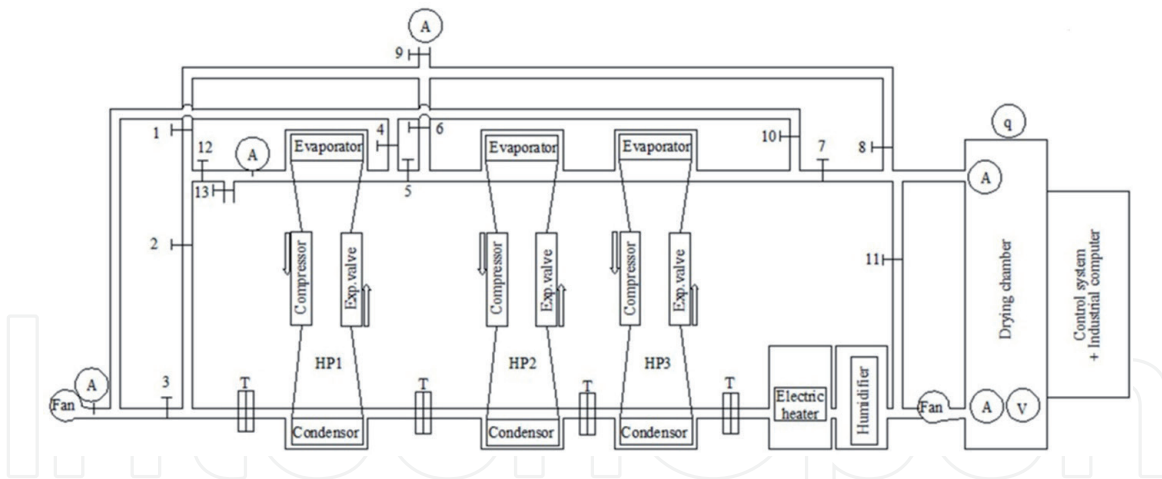 A
9
1
4
6
10
8
q
12
A
Evaporator
Evaporator
Evaporator
7
A
13
5
2
11
Compressor
Exp.valve
Compressor
Exp.valve
Compressor
Exp.valve
Drying chamber
Control system
+ Industrial computer
HP1
HP2
HP3
Fan
A
3
T
T
T
T
Electric
heater
Humidifier
Fan
A
V
Condensor
Condensor
Condensor
IntechOpen